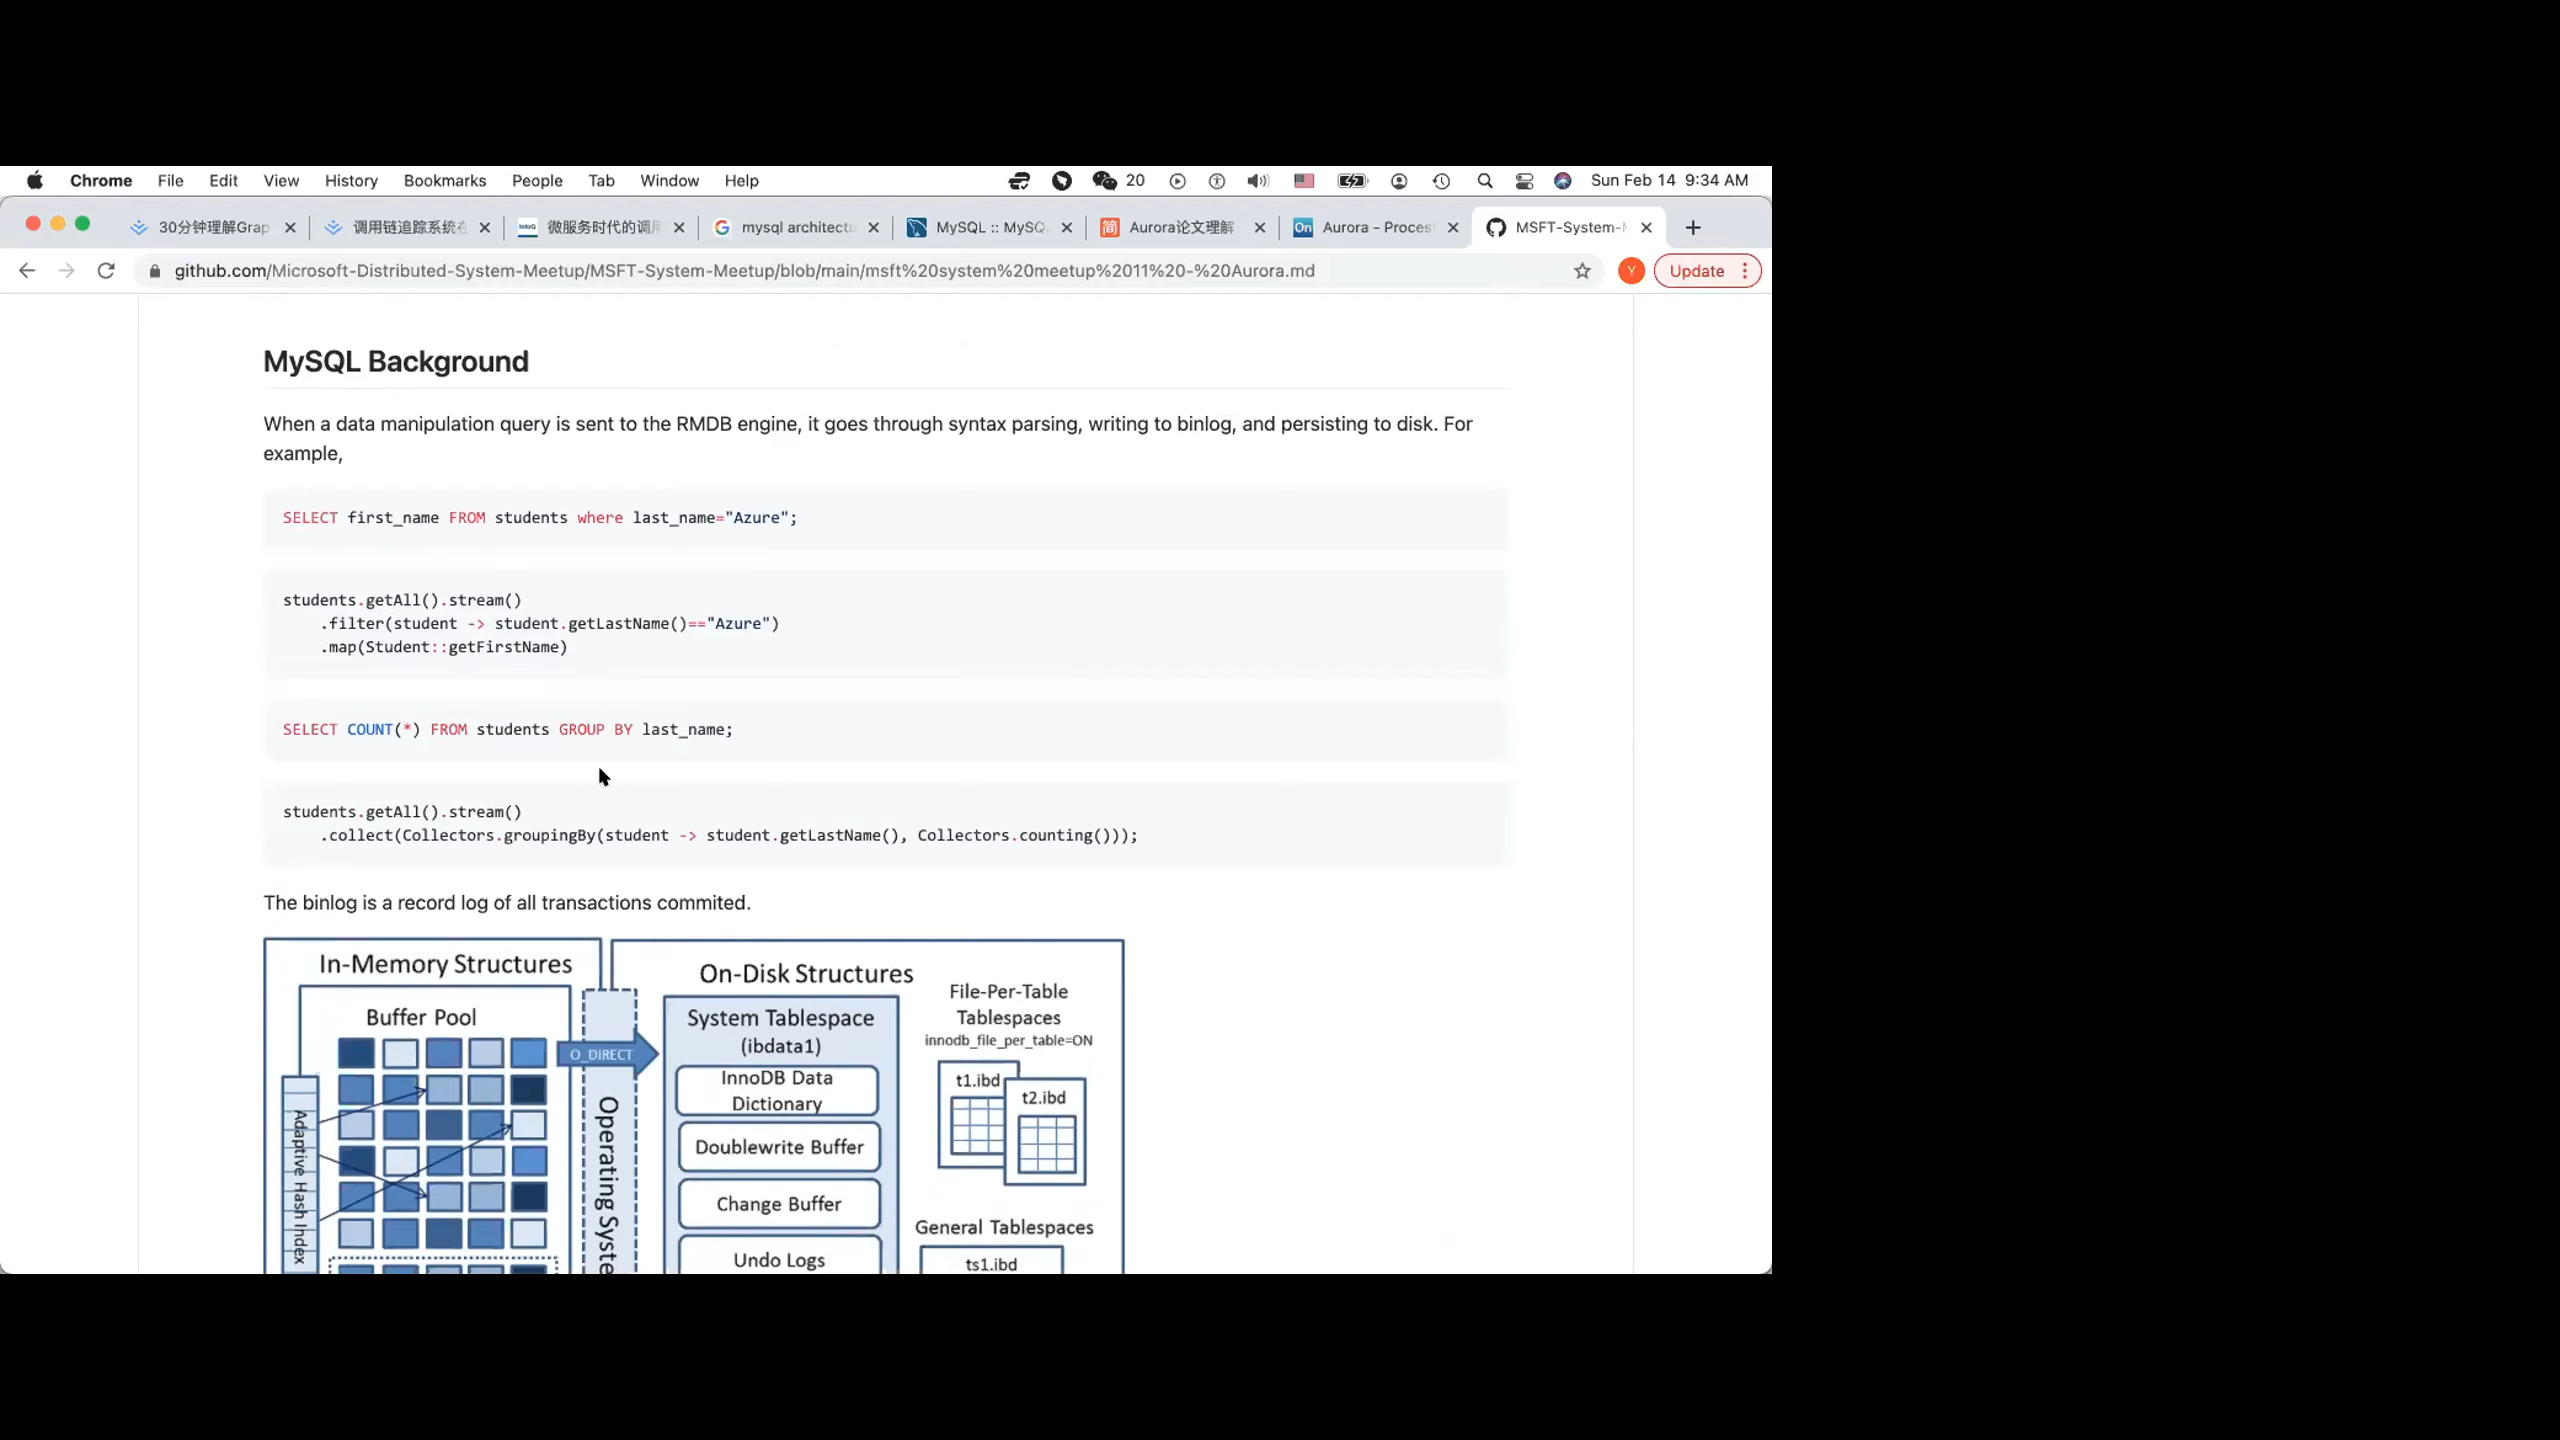 Chrome File Edit View History Bookmarks People Tab Window Help 20 Sun Feb 14 9:34 AM
30分钟理解Grap 调用链追踪系统在 InfoQ 微服务时代的调用 mysql architectu MySQL :: MySQ 简 Aurora论文理解 On Aurora – Proces MSFT-System-M
github.com/Microsoft-Distributed-System-Meetup/MSFT-System-Meetup/blob/main/msft%20system%20meetup%2011%20-%20Aurora.md Y Update
MySQL Background
When a data manipulation query is sent to the RMDB engine, it goes through syntax parsing, writing to binlog, and persisting to disk. For
example,
SELECT first_name FROM students where last_name="Azure";
students.getAll().stream()
.filter(student -> student.getLastName()=="Azure")
.map(Student::getFirstName)
SELECT COUNT(*) FROM students GROUP BY last_name;
students.getAll().stream()
.collect(Collectors.groupingBy(student -> student.getLastName(), Collectors.counting()));
The binlog is a record log of all transactions commited.
In-Memory Structures
Buffer Pool
Adaptive Hash Index
O_DIRECT
Operating Syste
On-Disk Structures
System Tablespace
(ibdata1)
InnoDB Data
Dictionary
Doublewrite Buffer
Change Buffer
Undo Logs
File-Per-Table
Tablespaces
innodb_file_per_table=ON
t1.ibd
t2.ibd
General Tablespaces
ts1.ibd